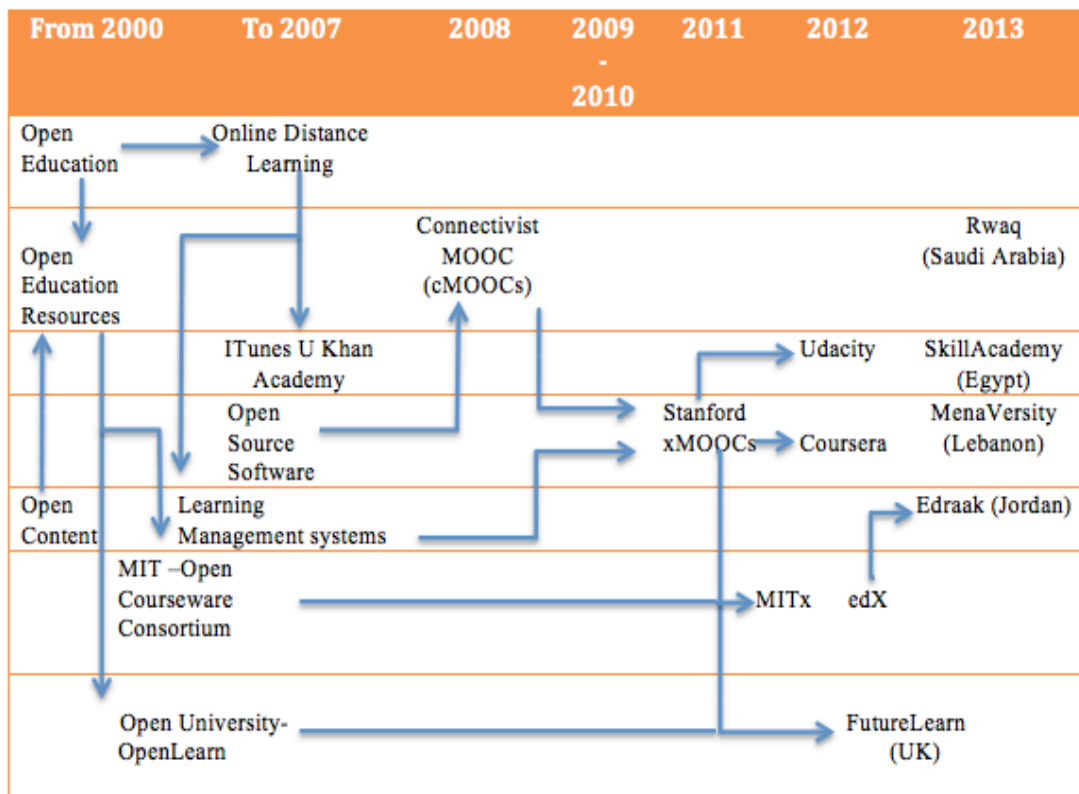 From 2000 To 2007 2008 2009 2011 2012 2013
-
2010
Open
Education
Online Distance
Learning
Open
Education
Resources
Connectivist
MOOC
(cMOOCs)
Rwaq
(Saudi Arabia)
ITunes U Khan
Academy
Udacity
SkillAcademy
(Egypt)
Open
Source
Software
Stanford
xMOOCs
Coursera
MenaVersity
(Lebanon)
Open
Content
Learning
Management systems
Edraak (Jordan)
MIT –Open
Courseware
Consortium
MITx
edX
Open University-
OpenLearn
FutureLearn
(UK)